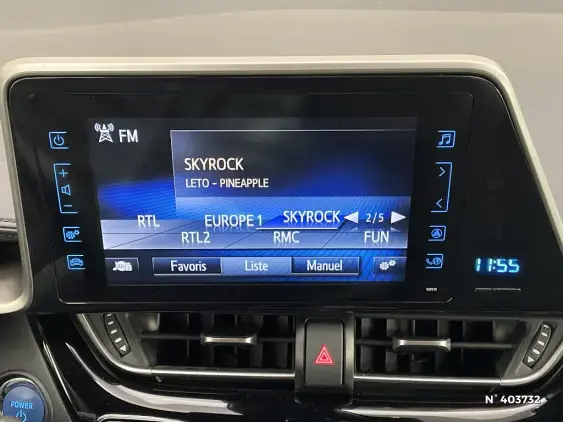 FM
SKYROCK
LETO - PINEAPPLE
RTL EUROPE 1 SKYROCK 2/5
RTL2 RMC FUN
Favoris Liste Manuel
11:55
POWER
N° 403732